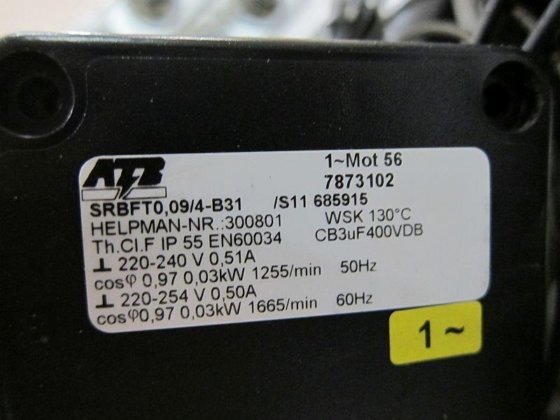 ATB
1~Mot 56
7873102
SRBFT0,09/4-B31 /S11 685915
HELPMAN-NR.:300801 WSK 130°C
Th.Cl.F IP 55 EN60034 CB3uF400VDB
⊥ 220-240 V 0,51A
cosφ 0,97 0,03kW 1255/min 50Hz
⊥ 220-254 V 0,50A
cosφ0,97 0,03kW 1665/min 60Hz
1~